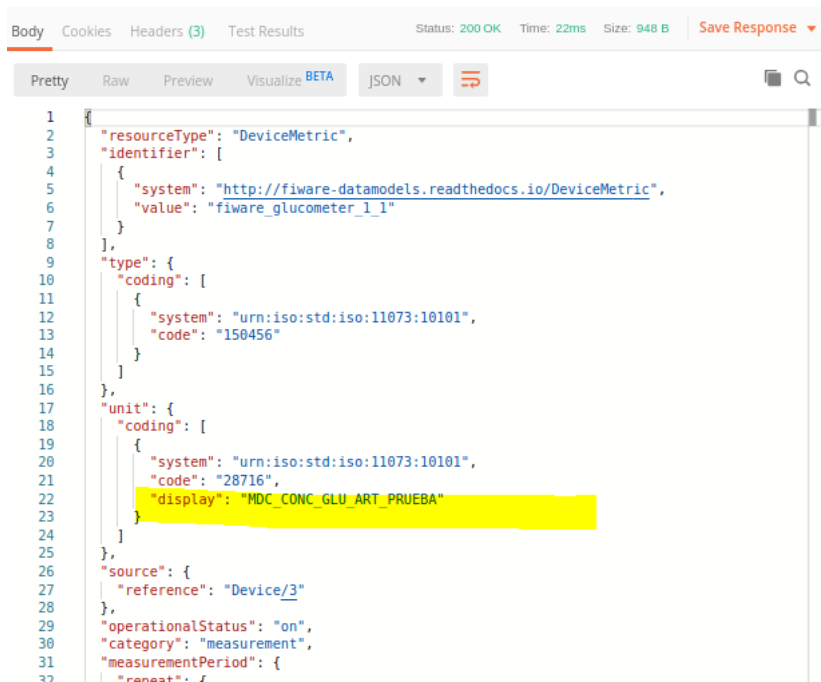 Body Cookies Headers (3) Test Results Status: 200 OK Time: 22ms Size: 948 B Save Response
Pretty Raw Preview Visualize BETA JSON
1 {
2 "resourceType": "DeviceMetric",
3 "identifier": [
4 {
5 "system": "http://fiware-datamodels.readthedocs.io/DeviceMetric",
6 "value": "fiware_glucometer_1_1"
7 }
8 ],
9 "type": {
10 "coding": [
11 {
12 "system": "urn:iso:std:iso:11073:10101",
13 "code": "150456"
14 }
15 ]
16 },
17 "unit": {
18 "coding": [
19 {
20 "system": "urn:iso:std:iso:11073:10101",
21 "code": "28716",
22 "display": "MDC_CONC_GLU_ART_PRUEBA"
23 }
24 ]
25 },
26 "source": {
27 "reference": "Device/3"
28 },
29 "operationalStatus": "on",
30 "category": "measurement",
31 "measurementPeriod": {
32 "repeat": {